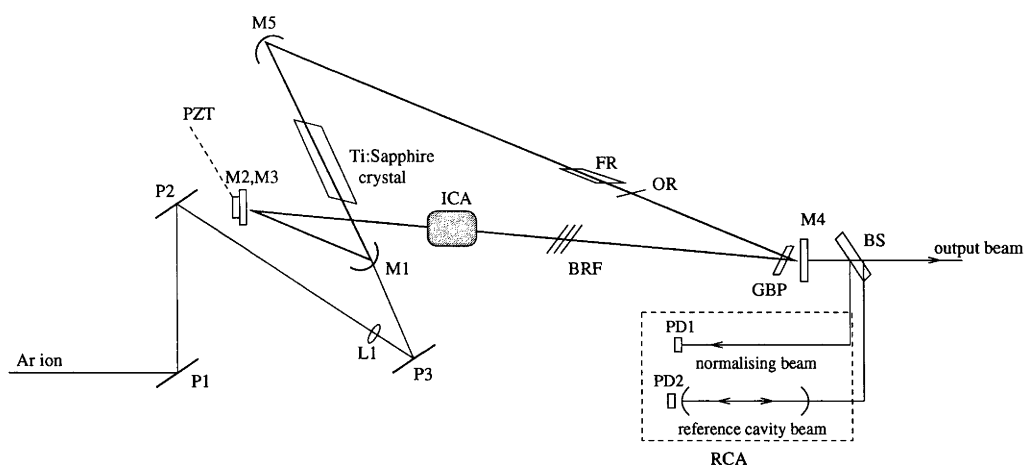 M5
PZT
FR
Ti:Sapphire
crystal
OR
M2,M3
P2
ICA
M4
BS
output beam
M1
BRF
GBP
PD1
L1
Ar ion
P3
normalising beam
P1
PD2
reference cavity beam
RCA